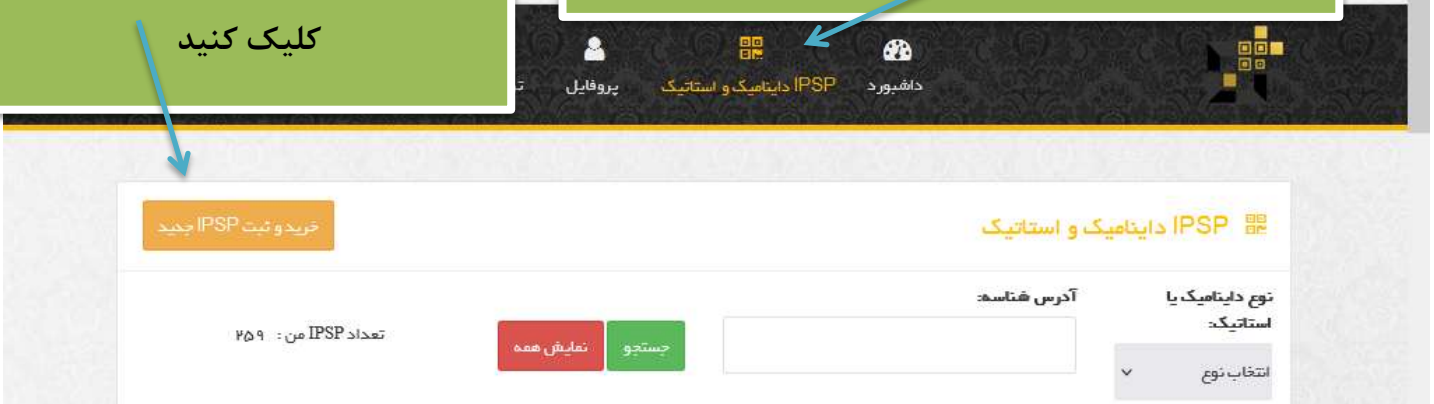 کلیک کنید
داشبورد
IPSP داینامیک و استاتیک
پروفایل
IPSP داینامیک و استاتیک
خرید و ثبت IPSP جدید
نوع داینامیک یا
استاتیک:
آدرس شناسه:
انتخاب نوع
جستجو
نمایش همه
تعداد IPSP من : ۲۵۹